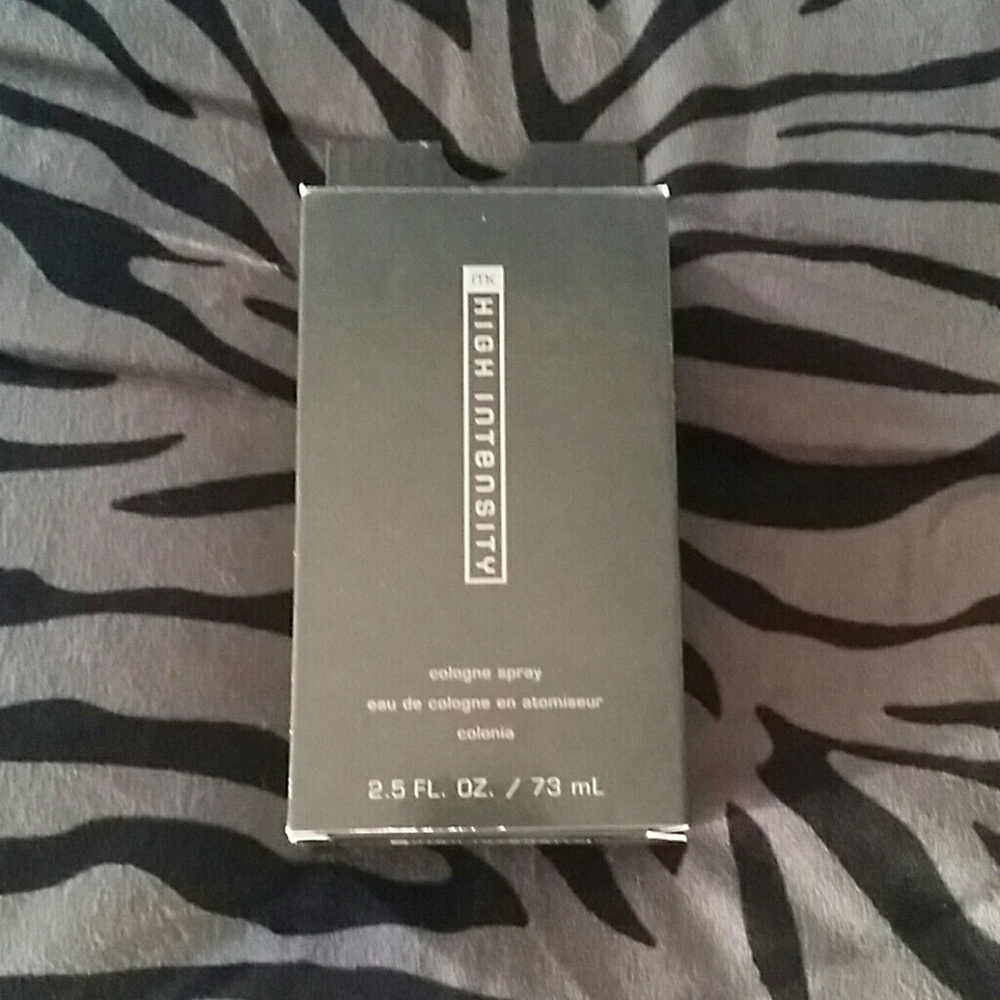 MK
HIGH INTENSITY
cologne spray
eau de cologne en atomiseur
colonia
2.5 FL. OZ. / 73 mL